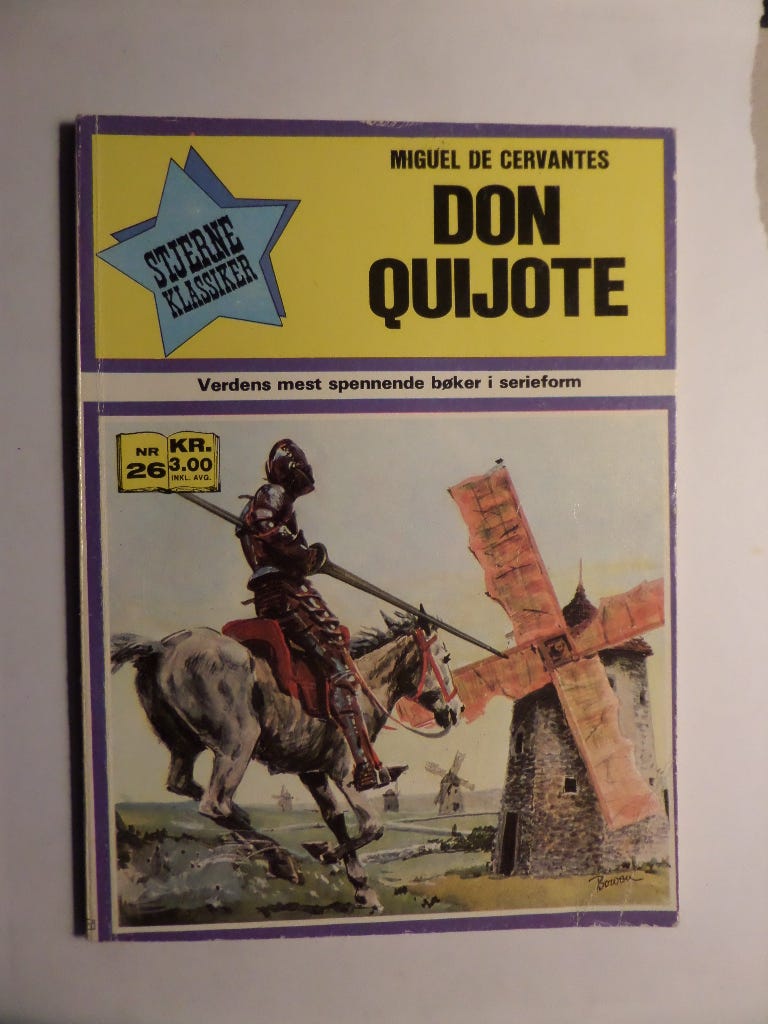 MIGUEL DE CERVANTES
DON
QUIJOTE
STJERNE
KLASSIKER
Verdens mest spennende bøker i serieform
NR
26
KR.
3.00
INKL. AVG.